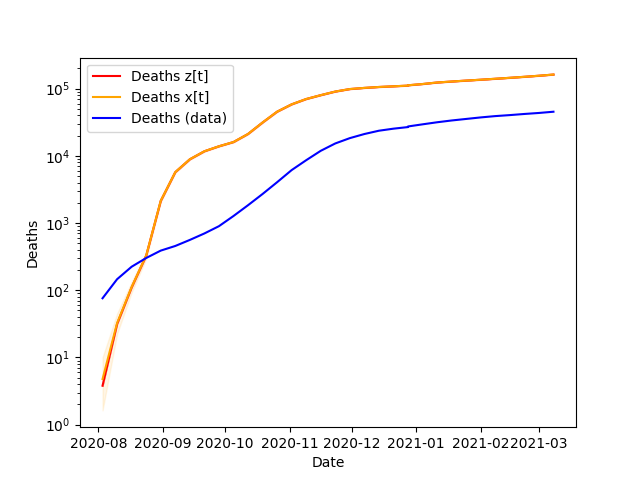 Deaths z[t]
Deaths x[t]
Deaths (data)
Deaths
10^5
10^4
10^3
10^2
10^1
10^0
2020-08 2020-09 2020-10 2020-11 2020-12 2021-01 2021-02 2021-03
Date